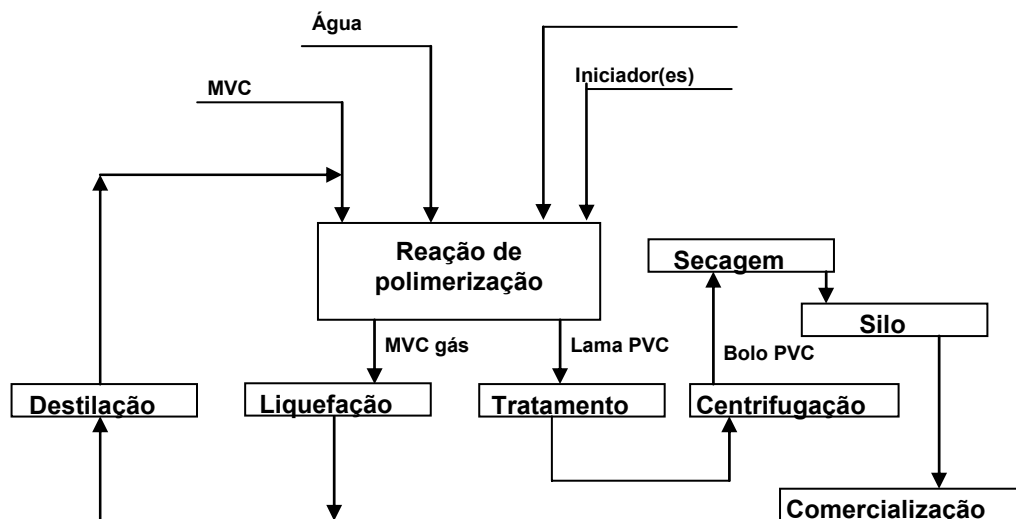 Água
Iniciador(es)
MVC
Reação de
polimerização
Secagem
Silo
MVC gás
Lama PVC
Bolo PVC
Destilação
Liquefação
Tratamento
Centrifugação
Comercialização